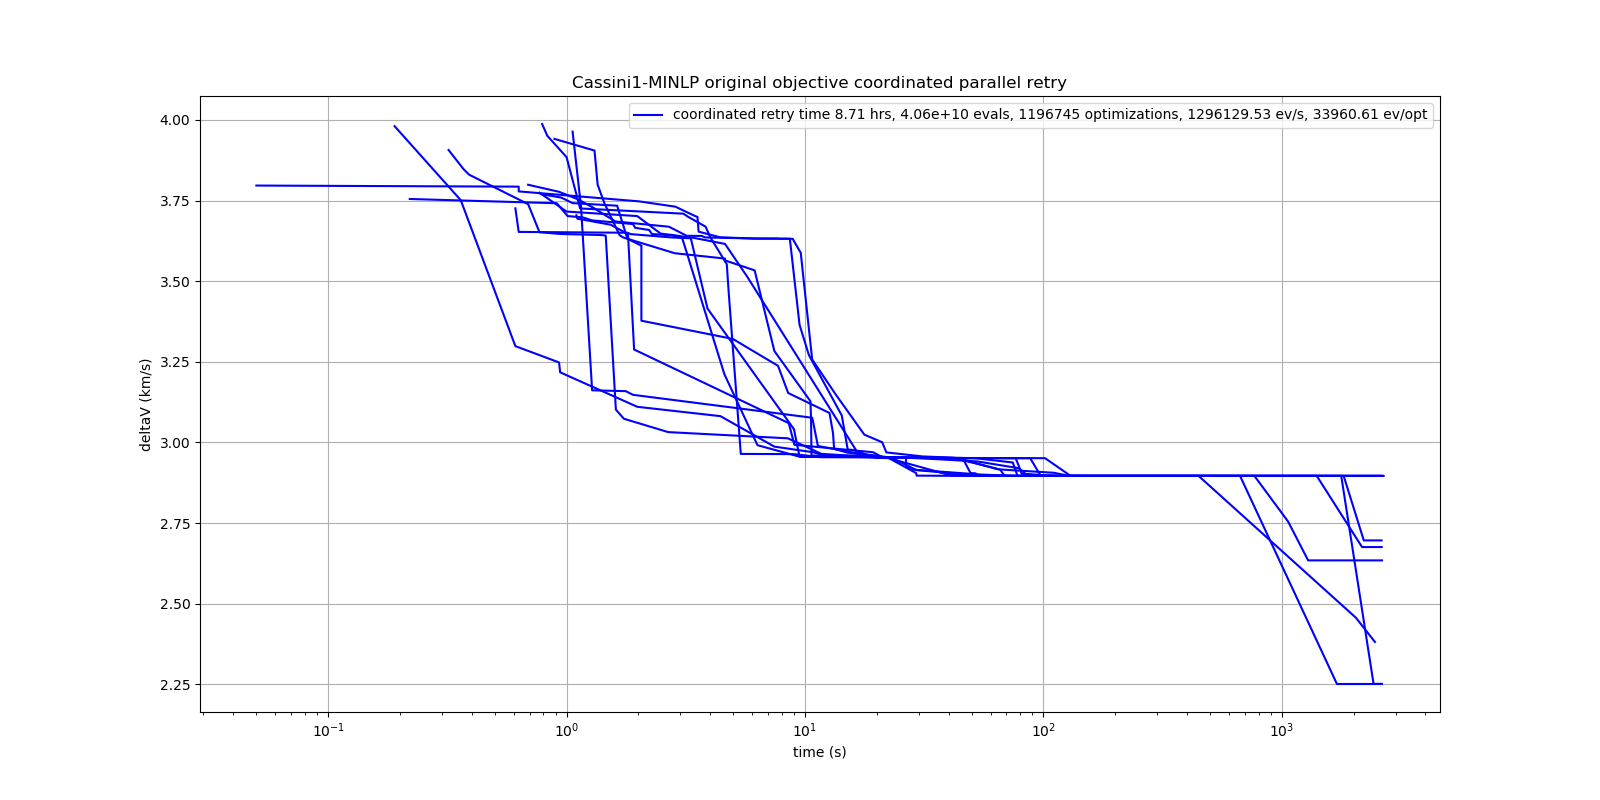 Cassini1-MINLP original objective coordinated parallel retry
coordinated retry time 8.71 hrs, 4.06e+10 evals, 1196745 optimizations, 1296129.53 ev/s, 33960.61 ev/opt
deltaV (km/s)
4.00
3.75
3.50
3.25
3.00
2.75
2.50
2.25
10⁻¹ 10⁰ 10¹ 10² 10³
time (s)